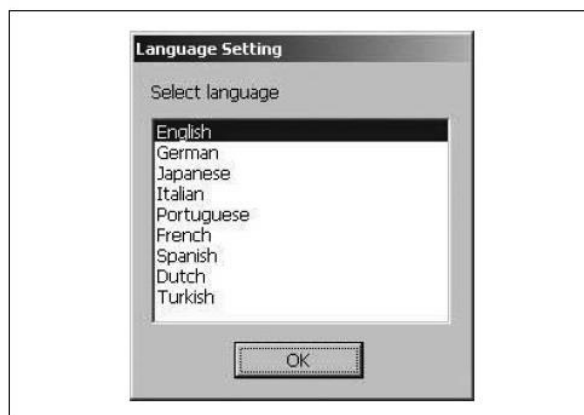 Language Setting
Select language
English
German
Japanese
Italian
Portuguese
French
Spanish
Dutch
Turkish
OK